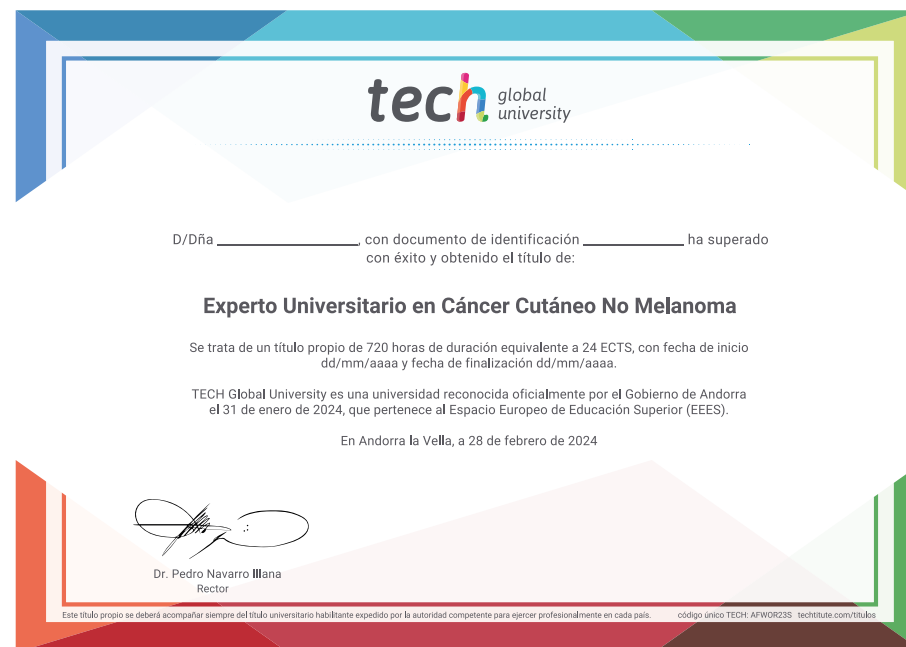 tech global university
D/Dña ______________, con documento de identificación __________ ha superado
con éxito y obtenido el título de:
Experto Universitario en Cáncer Cutáneo No Melanoma
Se trata de un título propio de 720 horas de duración equivalente a 24 ECTS, con fecha de inicio
dd/mm/aaaa y fecha de finalización dd/mm/aaaa.
TECH Global University es una universidad reconocida oficialmente por el Gobierno de Andorra
el 31 de enero de 2024, que pertenece al Espacio Europeo de Educación Superior (EEES).
En Andorra la Vella, a 28 de febrero de 2024
Dr. Pedro Navarro Illana
Rector
Este título propio se deberá acompañar siempre del título universitario habilitante expedido por la autoridad competente para ejercer profesionalmente en cada país. código único TECH: AFWOR23S techtitute.com/titulos